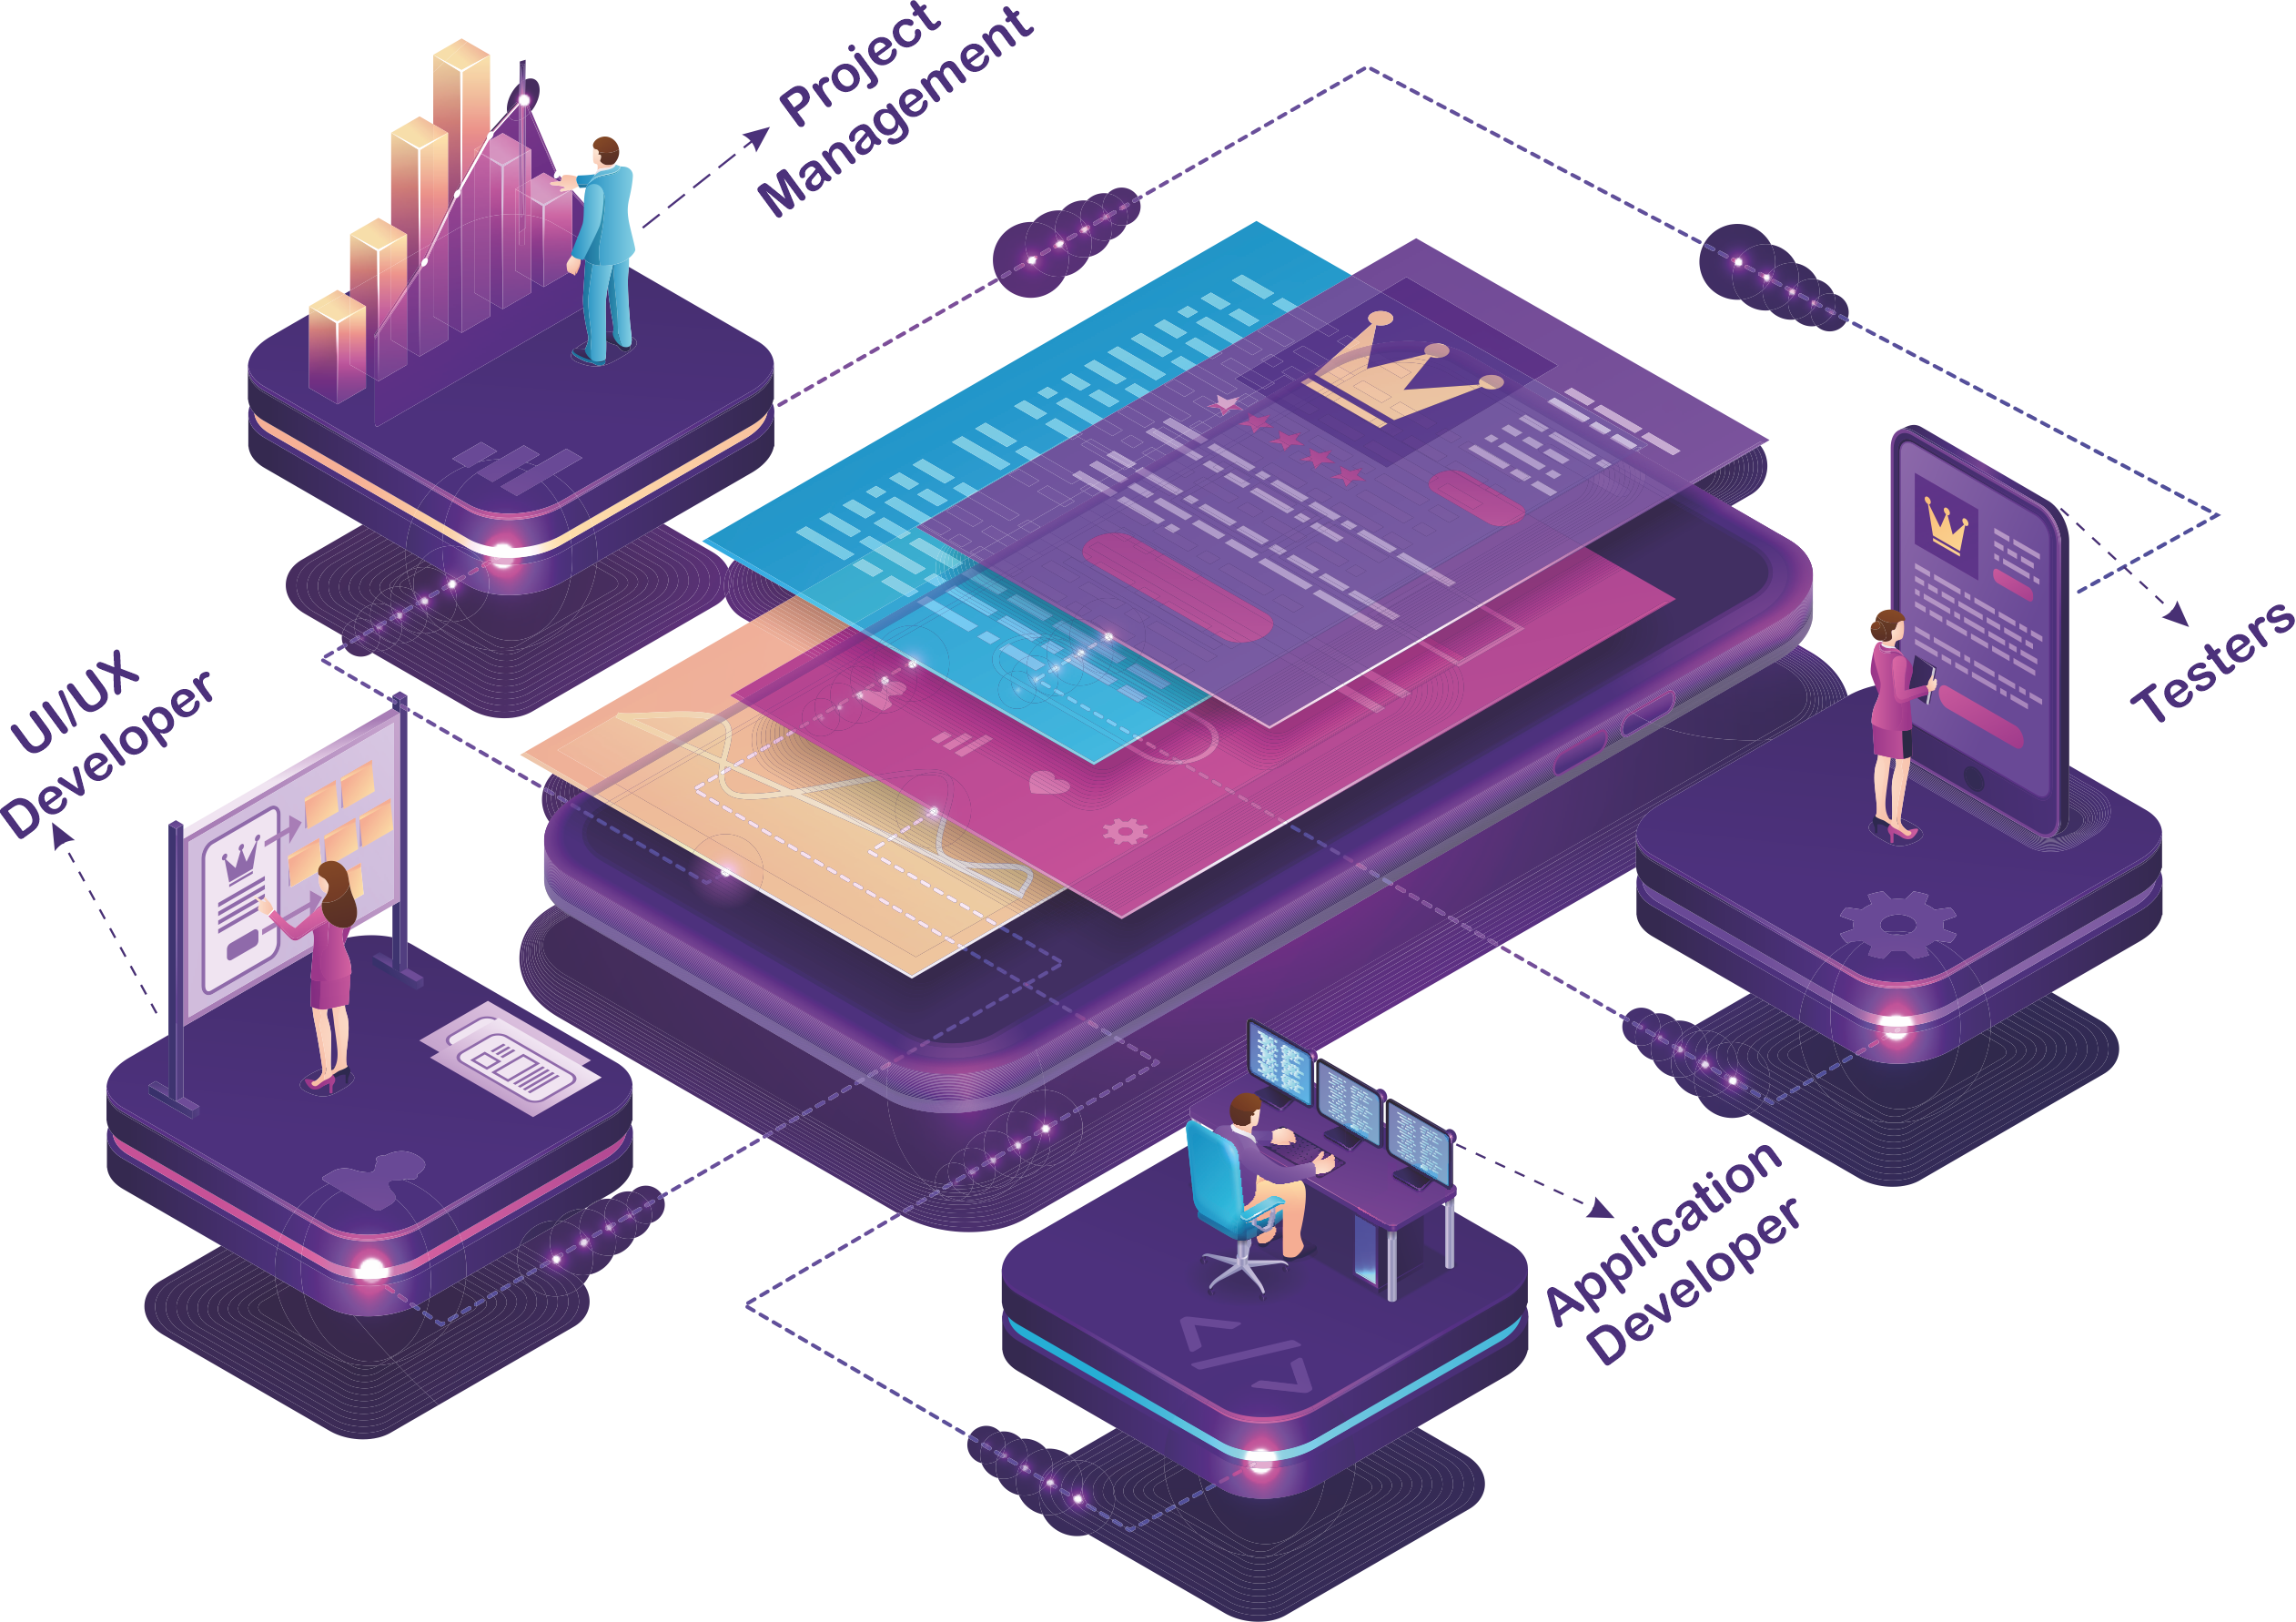 Project
Management
UI/UX
Developer
Testers
Application
Developer